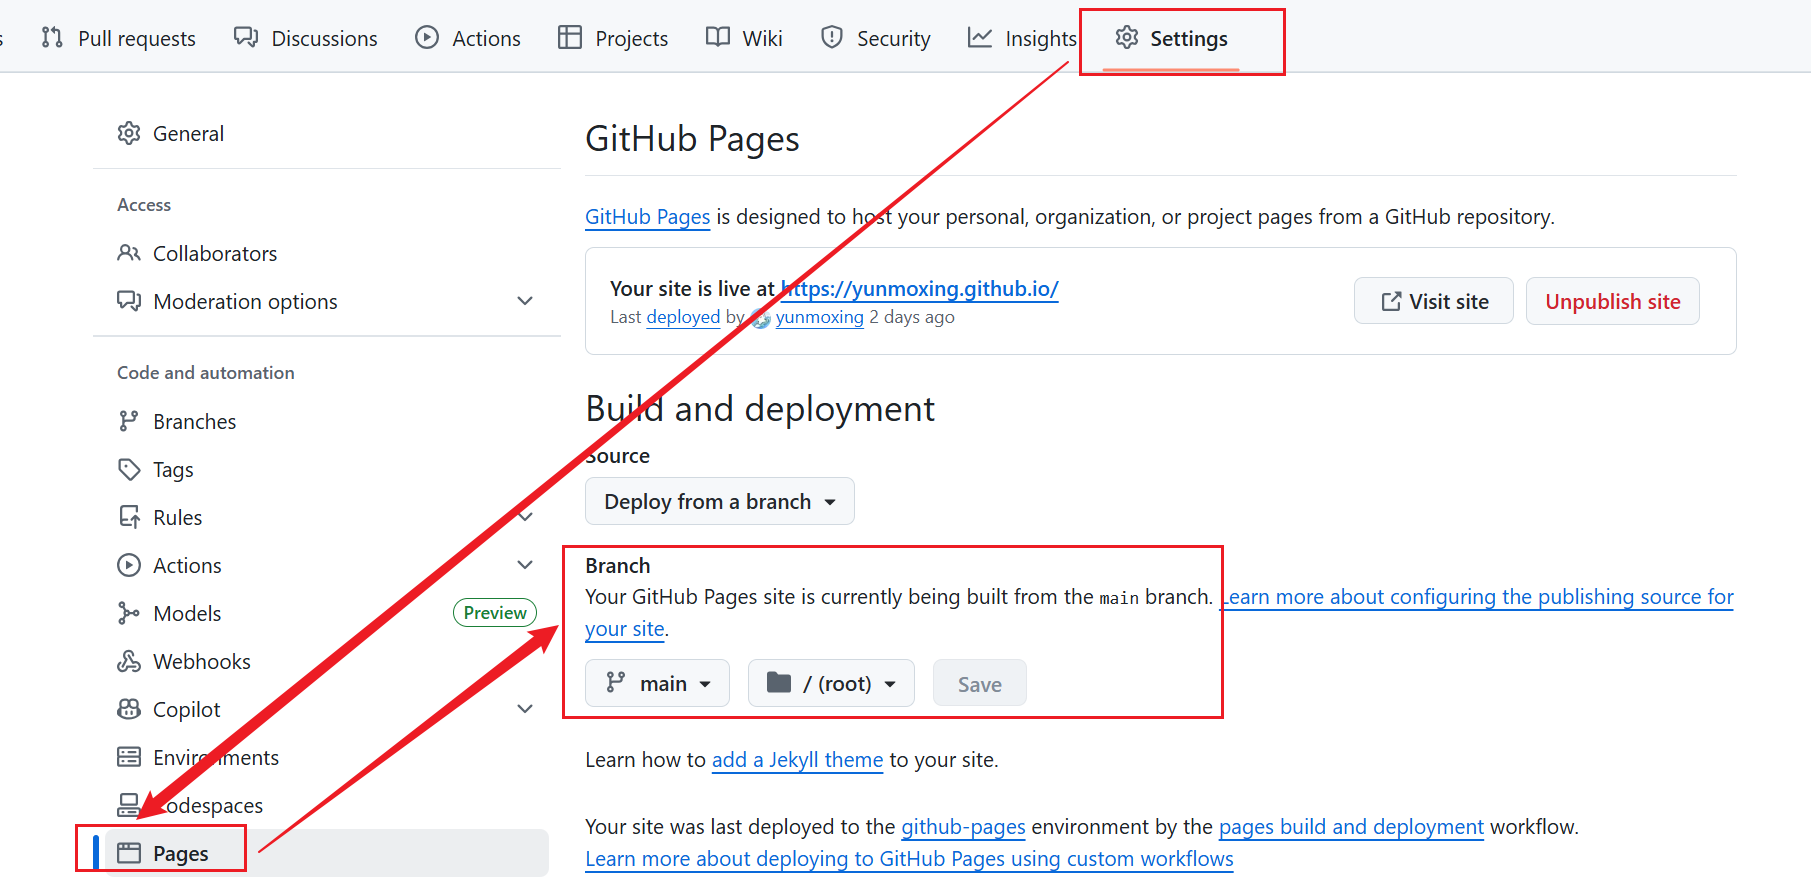 Pull requests
Discussions
Actions
Projects
Wiki
Security
Insights
Settings
General
Access
Collaborators
Moderation options
Code and automation
Branches
Tags
Rules
Actions
Models
Preview
Webhooks
Copilot
Environments
Codespaces
Pages
GitHub Pages
GitHub Pages is designed to host your personal, organization, or project pages from a GitHub repository.
Your site is live at https://yunmoxing.github.io/
Last deployed by yunmoxing 2 days ago
Visit site
Unpublish site
Build and deployment
Source
Deploy from a branch
Branch
Your GitHub Pages site is currently being built from the main branch. Learn more about configuring the publishing source for
your site.
main
/ (root)
Save
Learn how to add a Jekyll theme to your site.
Your site was last deployed to the github-pages environment by the pages build and deployment workflow.
Learn more about deploying to GitHub Pages using custom workflows